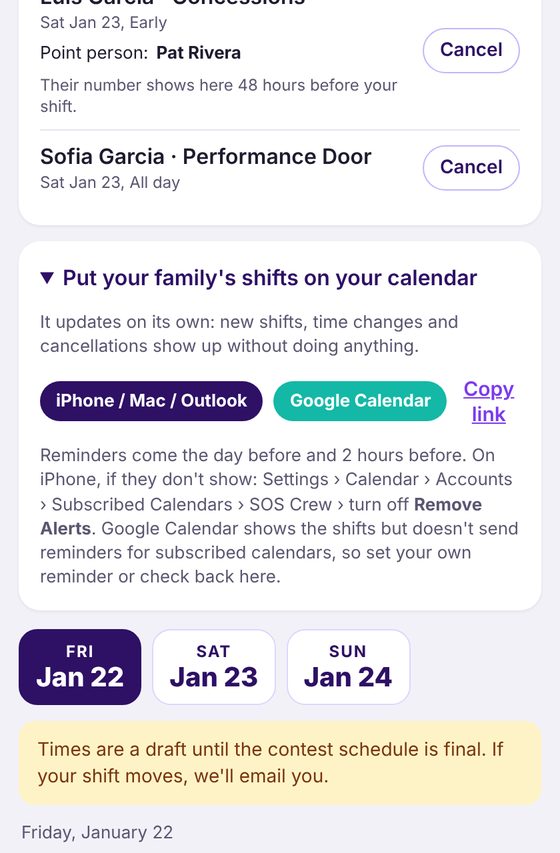 Luis Garcia · Concessions
Sat Jan 23, Early
Point person: Pat Rivera
Cancel
Their number shows here 48 hours before your
shift.
Sofia Garcia · Performance Door
Sat Jan 23, All day
Cancel
▼ Put your family's shifts on your calendar
It updates on its own: new shifts, time changes and
cancellations show up without doing anything.
iPhone / Mac / Outlook
Google Calendar
Copy
link
Reminders come the day before and 2 hours before. On
iPhone, if they don't show: Settings › Calendar › Accounts
› Subscribed Calendars › SOS Crew › turn off Remove
Alerts. Google Calendar shows the shifts but doesn't send
reminders for subscribed calendars, so set your own
reminder or check back here.
FRI
Jan 22
SAT
Jan 23
SUN
Jan 24
Times are a draft until the contest schedule is final. If
your shift moves, we'll email you.
Friday, January 22